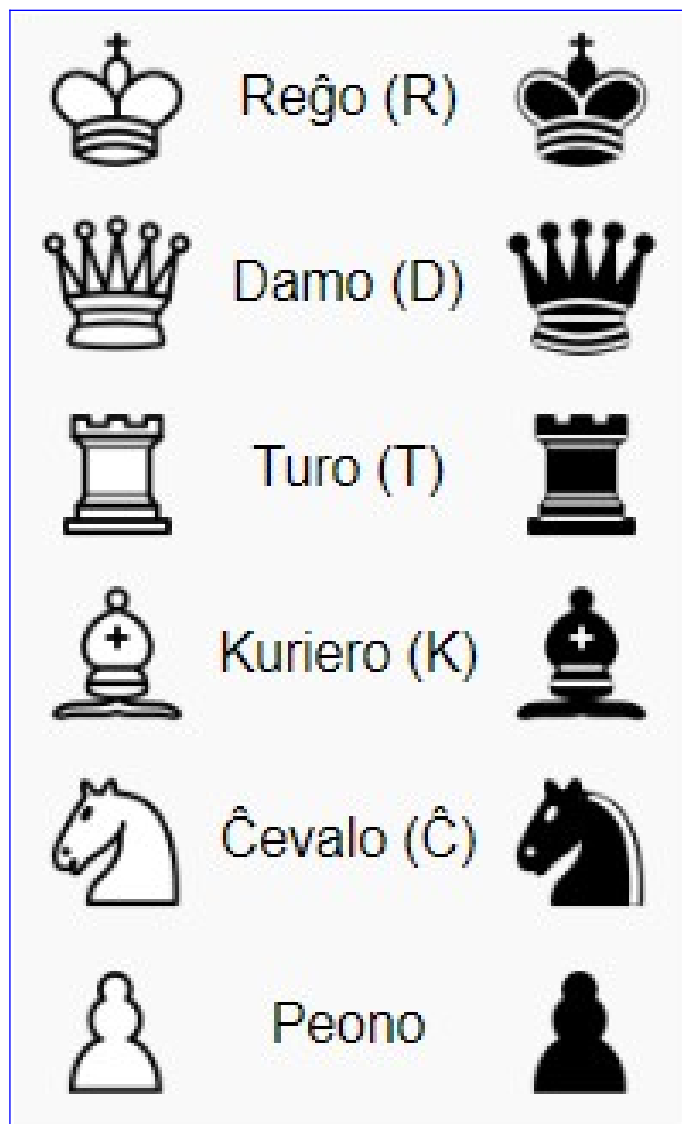 Reĝo (R)
Damo (D)
Turo (T)
Kuriero (K)
Ĉevalo (Ĉ)
Peono